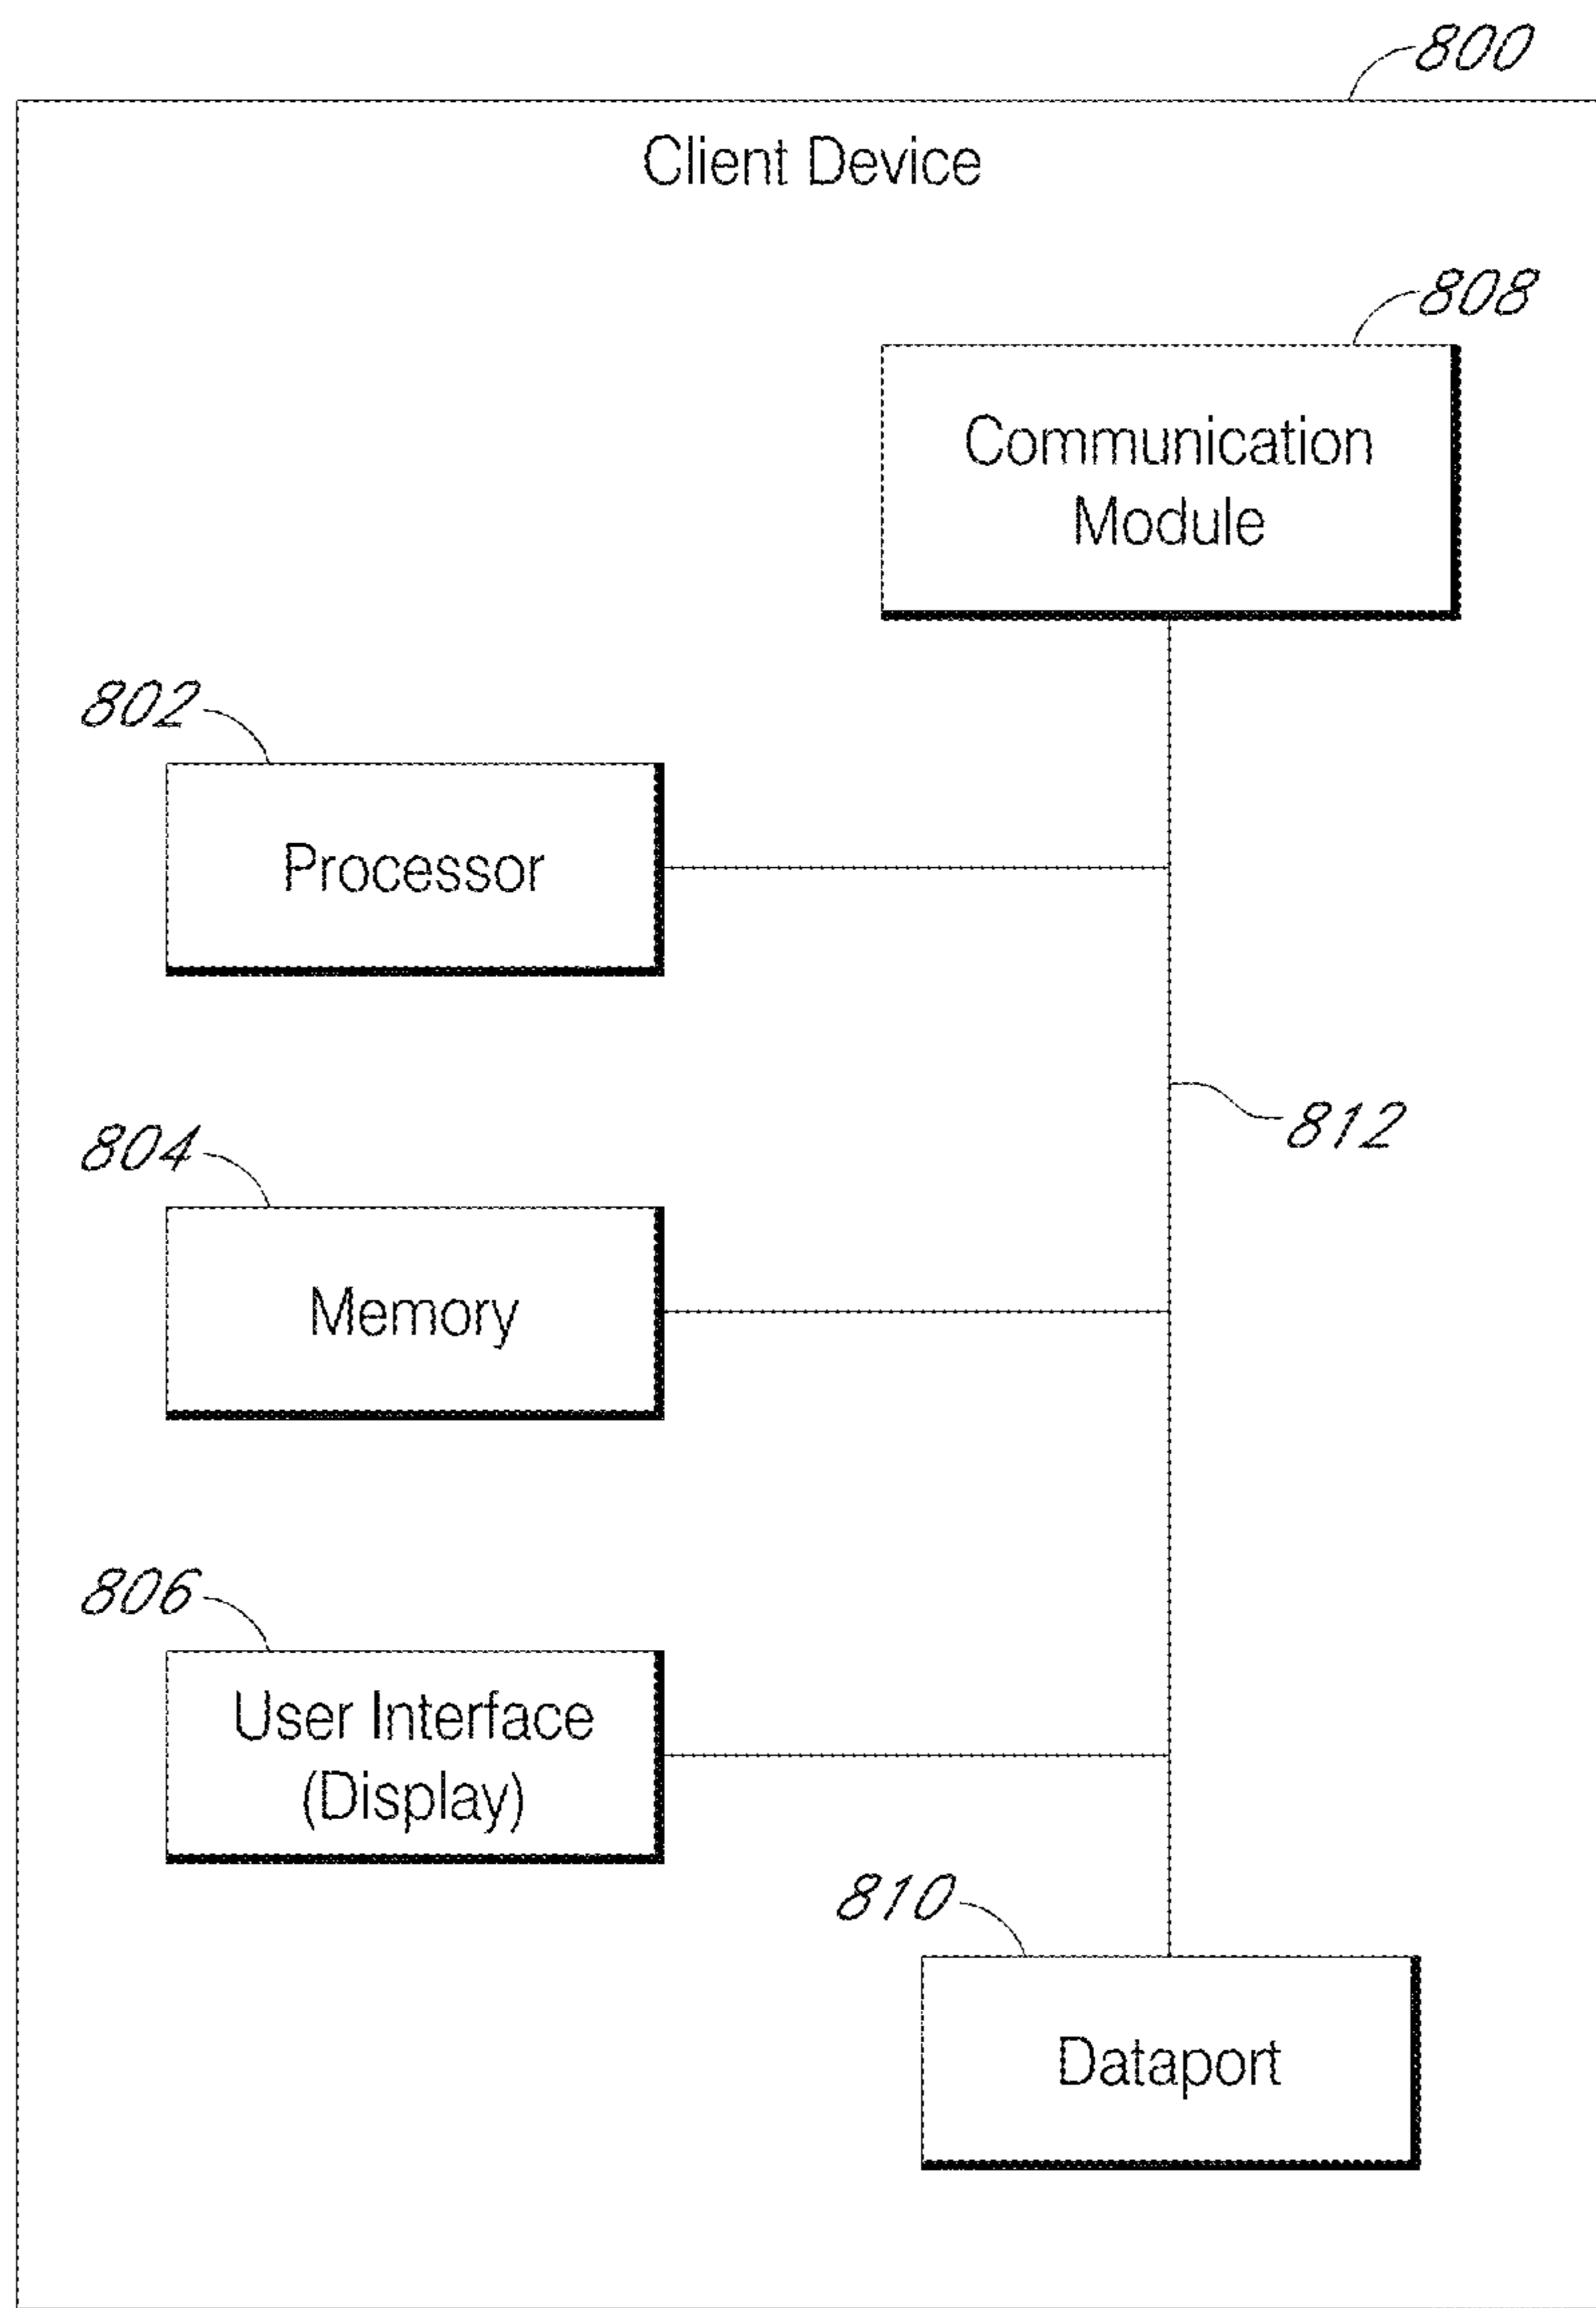 800
Client Device
808
Communication
Module
802
Processor
812
804
Memory
806
User Interface
(Display)
810
Dataport